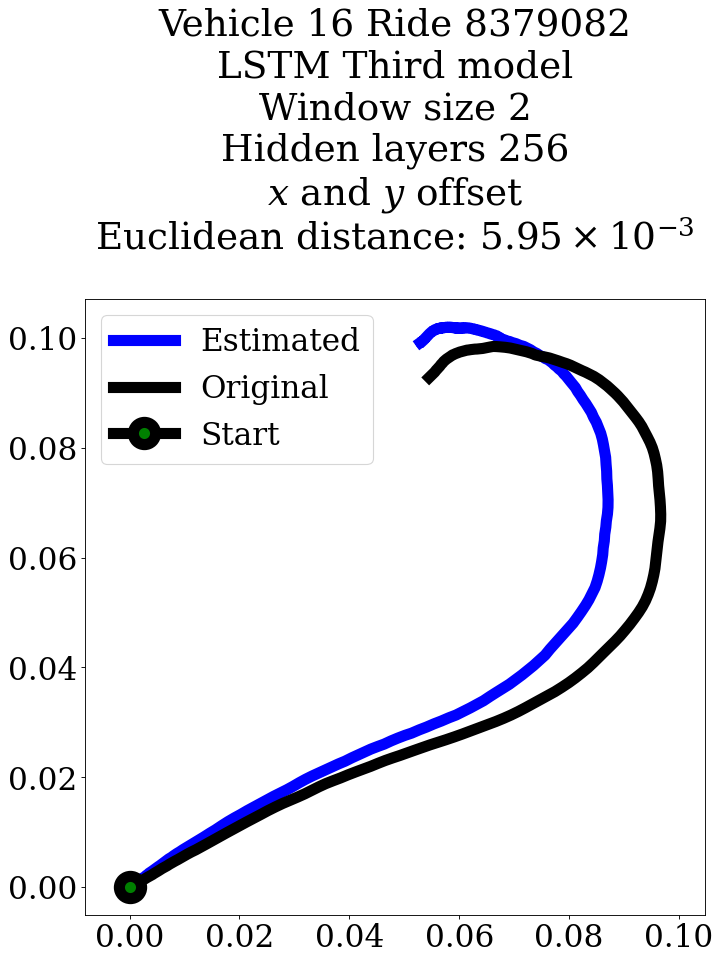 Vehicle 16 Ride 8379082
LSTM Third model
Window size 2
Hidden layers 256
x and y offset
Euclidean distance: 5.95 × 10⁻³
Estimated
Original
Start
0.10
0.08
0.06
0.04
0.02
0.00
0.00 0.02 0.04 0.06 0.08 0.10